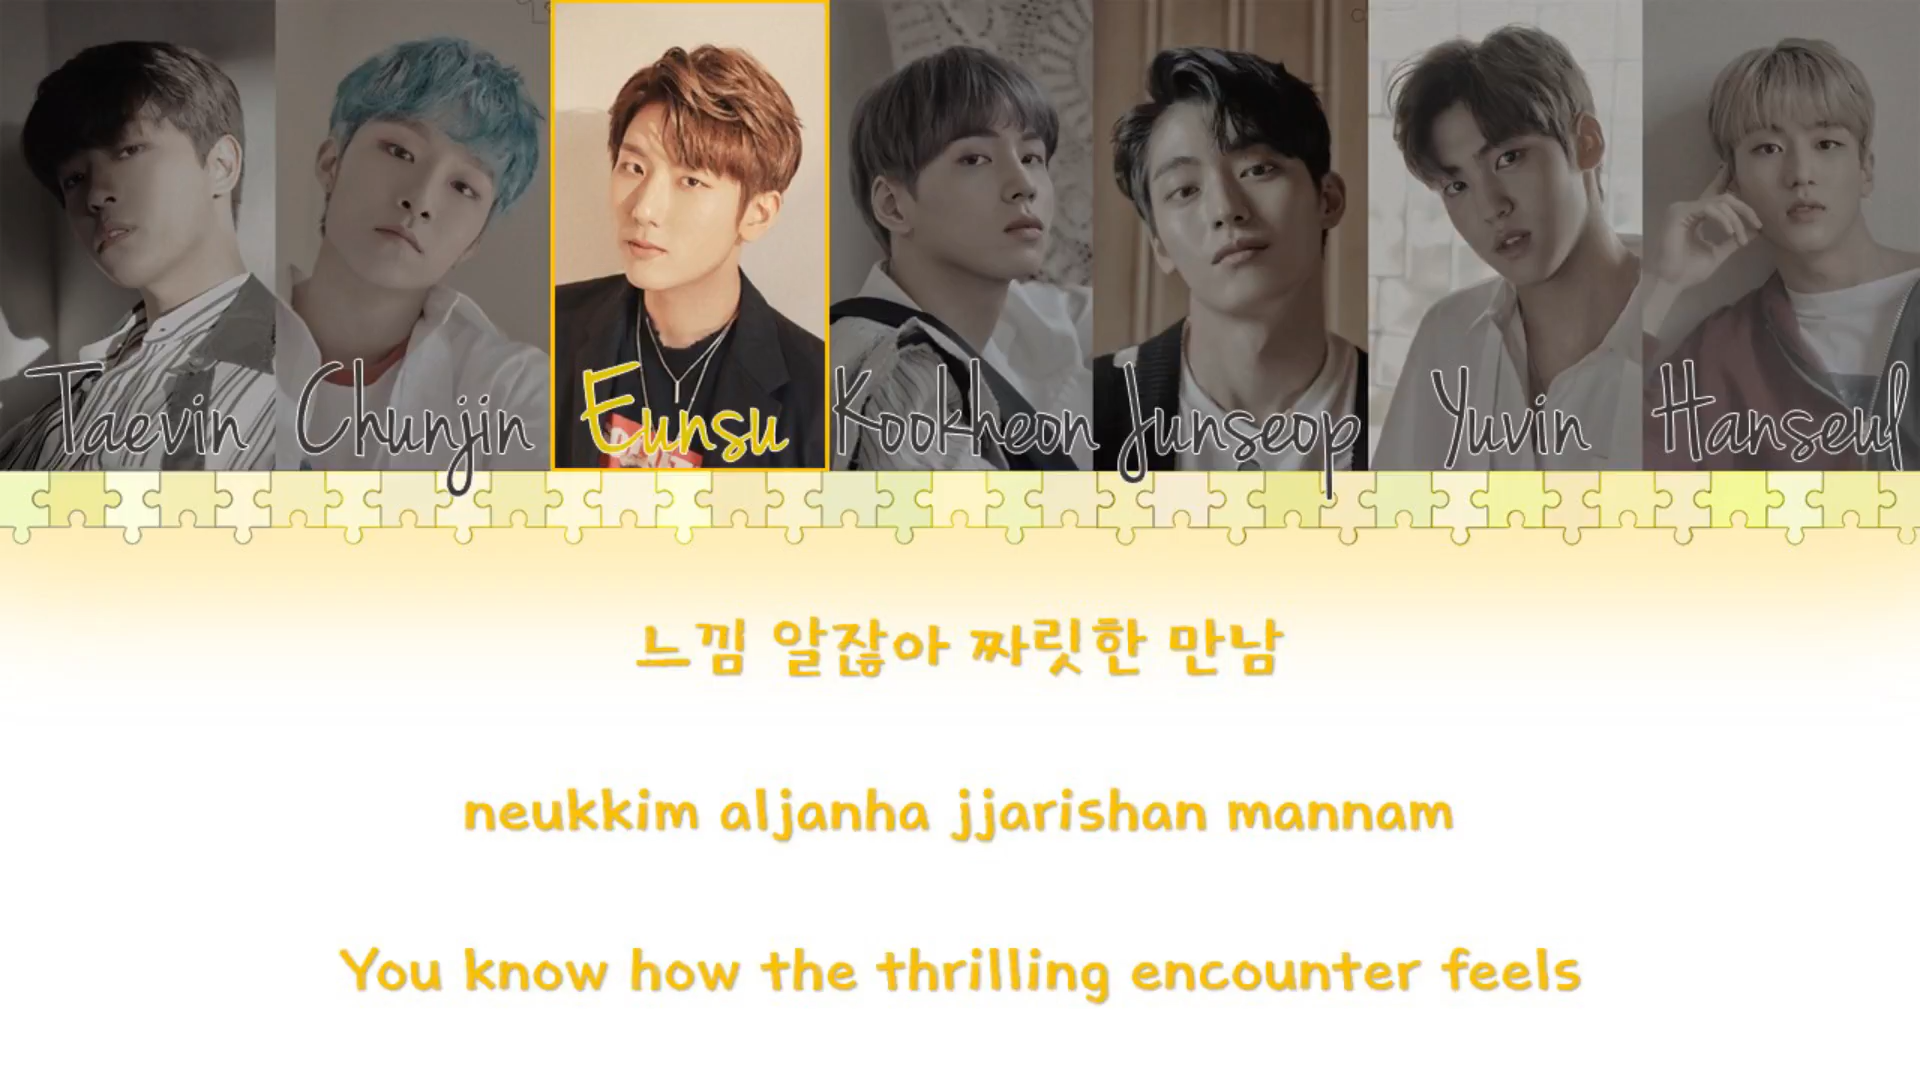 Taevin Chunjin Eunsu Kookheon Junseop Yuvin Hanseul
느낌 알잖아 짜릿한 만남
neukkim aljanha jjarishan mannam
You know how the thrilling encounter feels